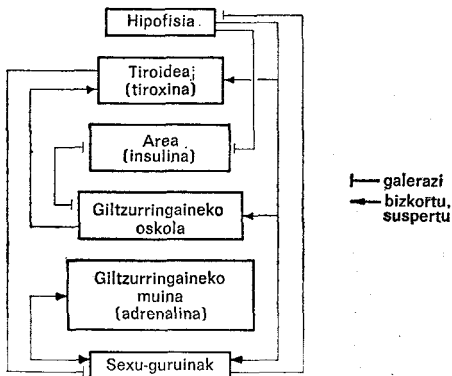 Hipofisia
Tiroidea
(tiroxina)
Area
(insulina)
Giltzurringaineko
oskola
Giltzurringaineko
muina
(adrenalina)
Sexu-guruinak
galerazi
bizkortu,
suspertu